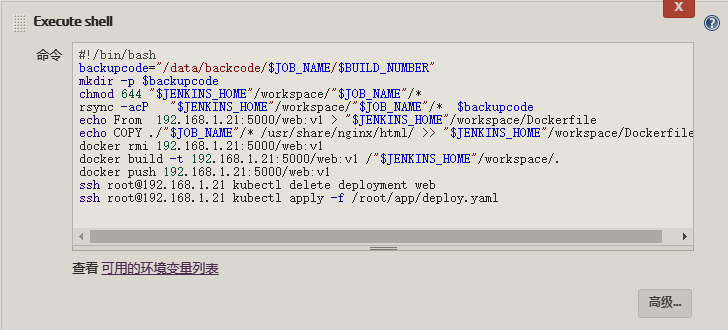 X
Execute shell
命令
#!/bin/bash
backupcode="/data/backcode/$JOB_NAME/$BUILD_NUMBER"
mkdir -p $backupcode
chmod 644 "$JENKINS_HOME"/workspace/"$JOB_NAME"/*
rsync -acP   "$JENKINS_HOME"/workspace/"$JOB_NAME"/*  $backupcode
echo From  192.168.1.21:5000/web:v1 > "$JENKINS_HOME"/workspace/Dockerfile
echo COPY ./"$JOB_NAME"/* /usr/share/nginx/html/ >> "$JENKINS_HOME"/workspace/Dockerfile
docker rmi 192.168.1.21:5000/web:v1
docker build -t 192.168.1.21:5000/web:v1 /"$JENKINS_HOME"/workspace/.
docker push 192.168.1.21:5000/web:v1
ssh root@192.168.1.21 kubectl delete deployment web
ssh root@192.168.1.21 kubectl apply -f /root/app/deploy.yaml
查看 可用的环境变量列表
高级...